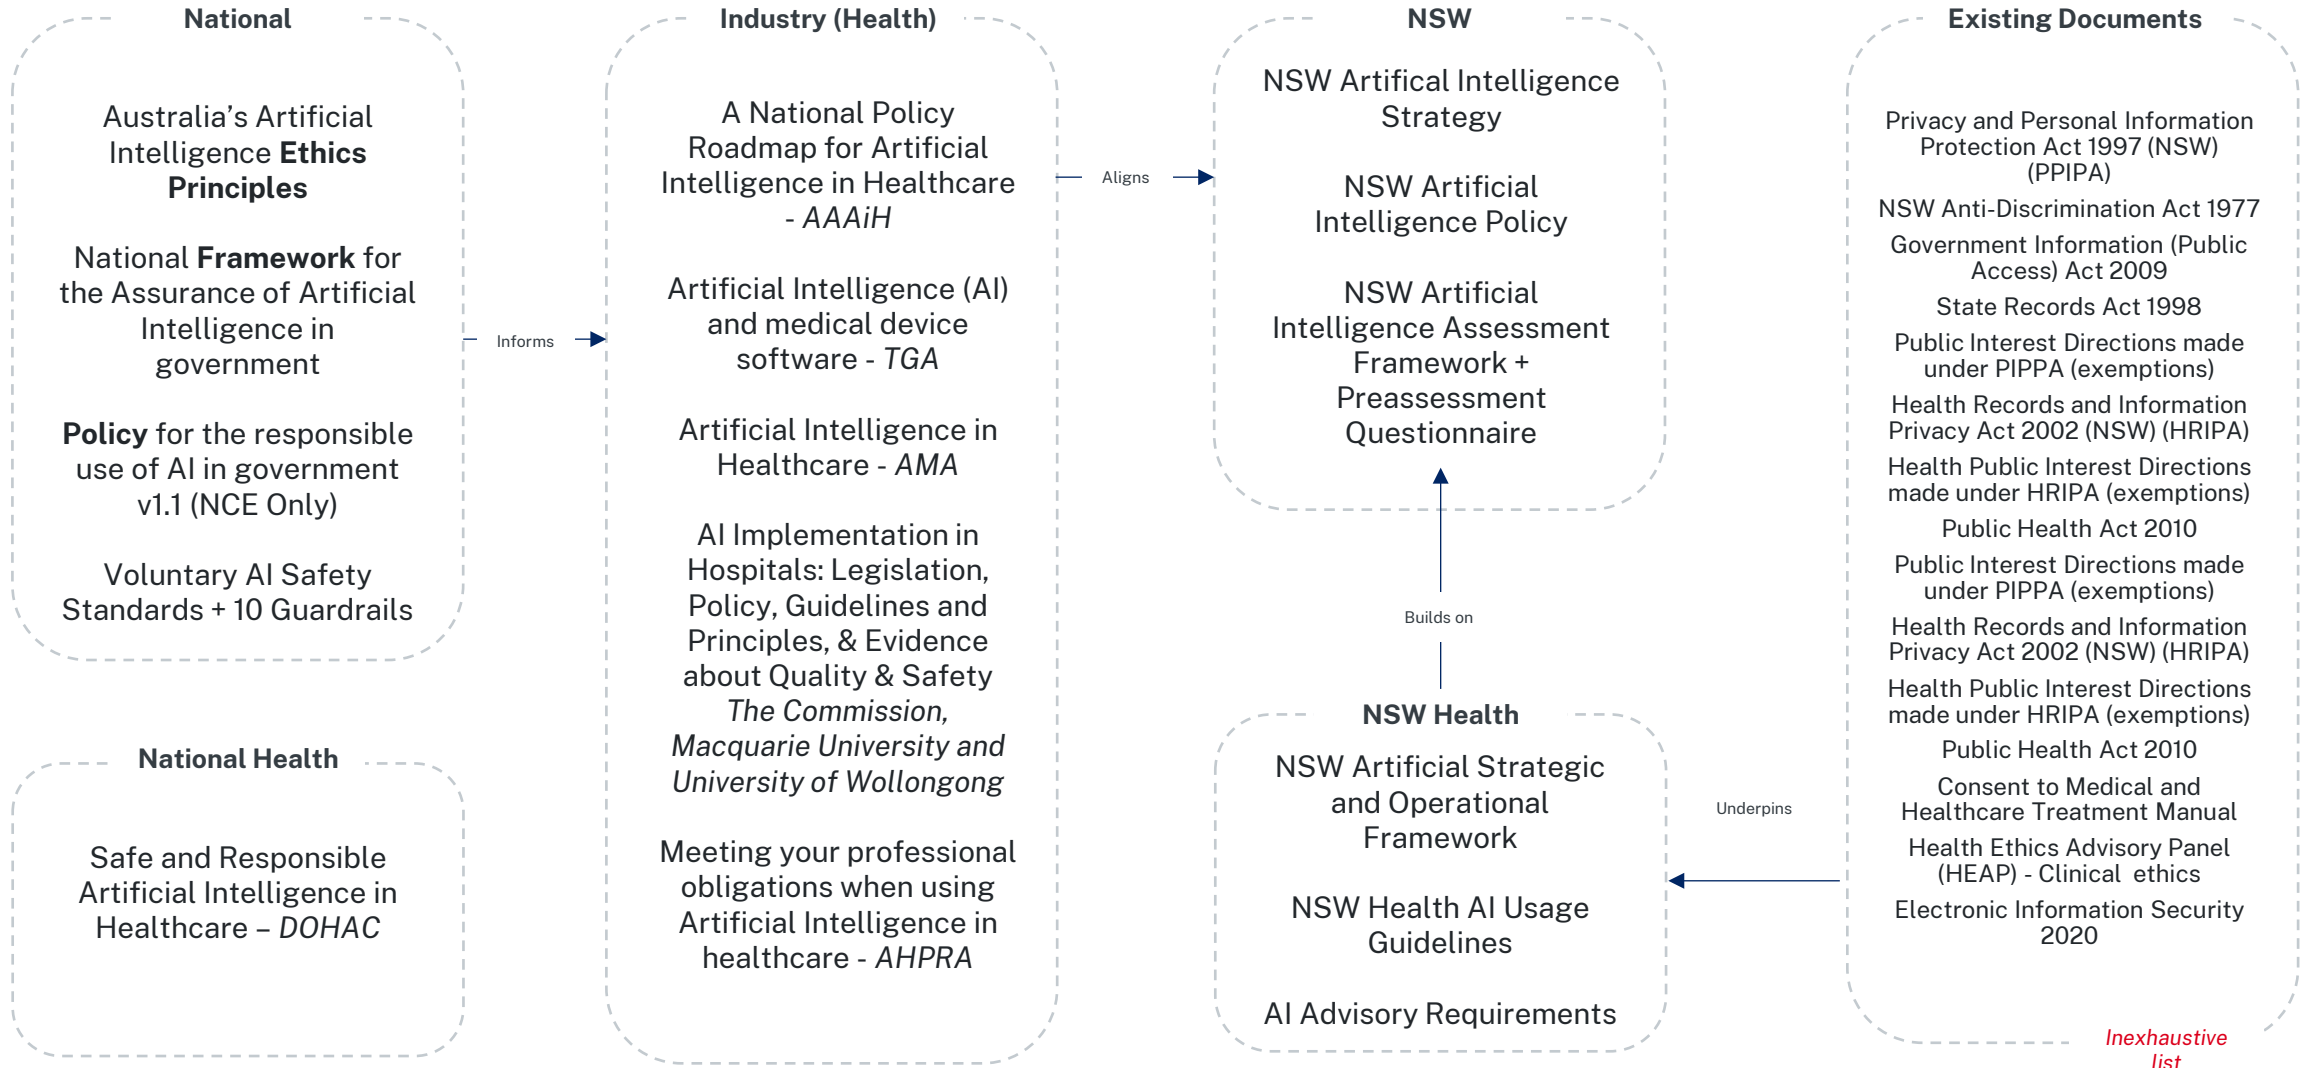 National
Australia’s Artificial
Intelligence Ethics
Principles
National Framework for
the Assurance of Artificial
Intelligence in
government
Policy for the responsible
use of AI in government
v1.1 (NCE Only)
Voluntary AI Safety
Standards + 10 Guardrails
National Health
Safe and Responsible
Artificial Intelligence in
Healthcare – DOHAC
Informs
Industry (Health)
A National Policy
Roadmap for Artificial
Intelligence in Healthcare
- AAAiH
Artificial Intelligence (AI)
and medical device
software - TGA
Artificial Intelligence in
Healthcare - AMA
AI Implementation in
Hospitals: Legislation,
Policy, Guidelines and
Principles, & Evidence
about Quality & Safety
The Commission,
Macquarie University and
University of Wollongong
Meeting your professional
obligations when using
Artificial Intelligence in
healthcare - AHPRA
Aligns
NSW
NSW Artifical Intelligence
Strategy
NSW Artificial
Intelligence Policy
NSW Artificial
Intelligence Assessment
Framework +
Preassessment
Questionnaire
Builds on
NSW Health
NSW Artificial Strategic
and Operational
Framework
NSW Health AI Usage
Guidelines
AI Advisory Requirements
Underpins
Existing Documents
Privacy and Personal Information
Protection Act 1997 (NSW)
(PPIPA)
NSW Anti-Discrimination Act 1977
Government Information (Public
Access) Act 2009
State Records Act 1998
Public Interest Directions made
under PIPPA (exemptions)
Health Records and Information
Privacy Act 2002 (NSW) (HRIPA)
Health Public Interest Directions
made under HRIPA (exemptions)
Public Health Act 2010
Public Interest Directions made
under PIPPA (exemptions)
Health Records and Information
Privacy Act 2002 (NSW) (HRIPA)
Health Public Interest Directions
made under HRIPA (exemptions)
Public Health Act 2010
Consent to Medical and
Healthcare Treatment Manual
Health Ethics Advisory Panel
(HEAP) - Clinical ethics
Electronic Information Security
2020
Inexhaustive
list